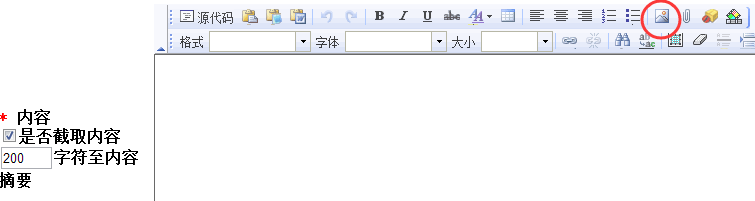 源代码 B I U abc
格式 字体 大小
* 内容
是否截取内容
200 字符至内容
摘要